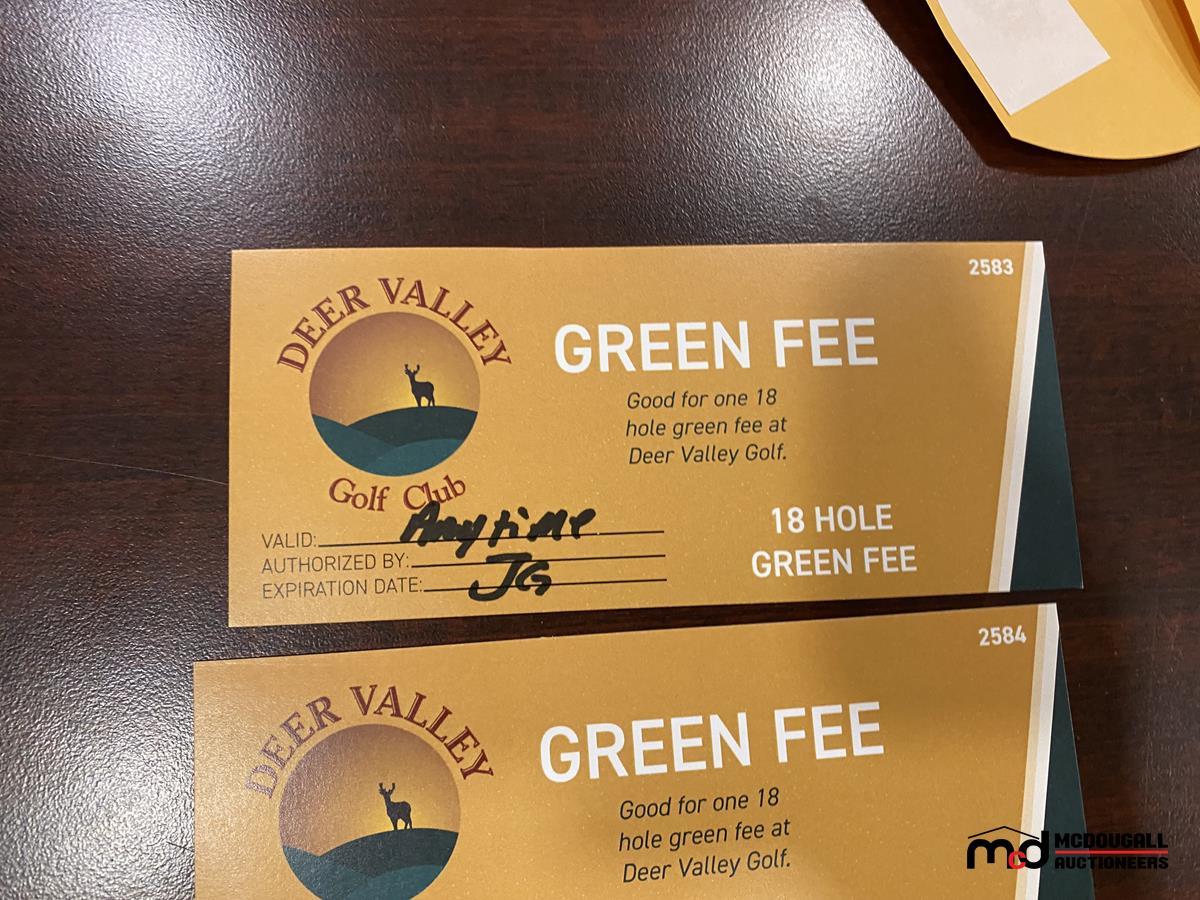 2583
DEER VALLEY
Golf Club
GREEN FEE
Good for one 18
hole green fee at
Deer Valley Golf.
VALID: Anytime
AUTHORIZED BY: JG
EXPIRATION DATE:
18 HOLE
GREEN FEE
2584
DEER VALLEY
GREEN FEE
Good for one 18
hole green fee at
Deer Valley Golf.
mcd
MCDOUGALL
AUCTIONEERS